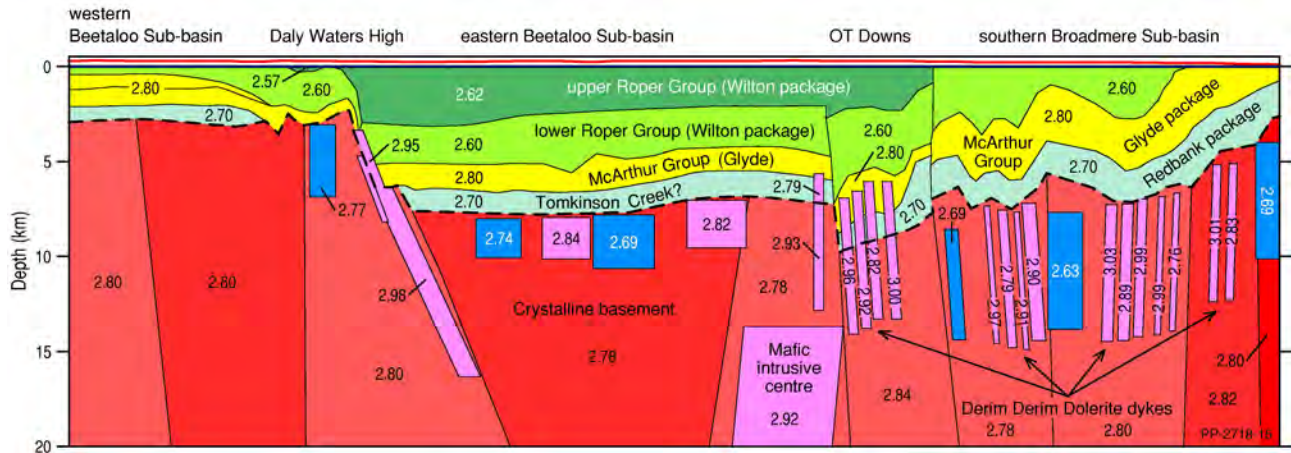 western
Beetaloo Sub-basin
Daly Waters High
eastern Beetaloo Sub-basin
OT Downs
southern Broadmere Sub-basin
0
5
10
15
20
Depth (km)
2.57
2.80
2.60
2.70
2.62
upper Roper Group (Wilton package)
2.60
2.80
Glyde package
lower Roper Group (Wilton package)
2.60
2.95
2.60
McArthur Group
Redbank package
2.80
McArthur Group (Glyde)
2.80
2.70
2.79
2.70
Tomkinson Creek?
2.70
2.77
2.74
2.84
2.69
2.82
2.93
2.69
2.63
2.69
2.96
2.92
2.82
3.00
2.97
2.79
2.91
2.90
3.03
2.89
2.99
2.99
2.76
3.01
2.83
2.80
2.80
2.98
2.78
Crystalline basement
2.78
2.80
Mafic
intrusive
centre
2.92
2.84
2.80
2.82
Derim Derim Dolerite dykes
2.78
2.80
PP-2718-16